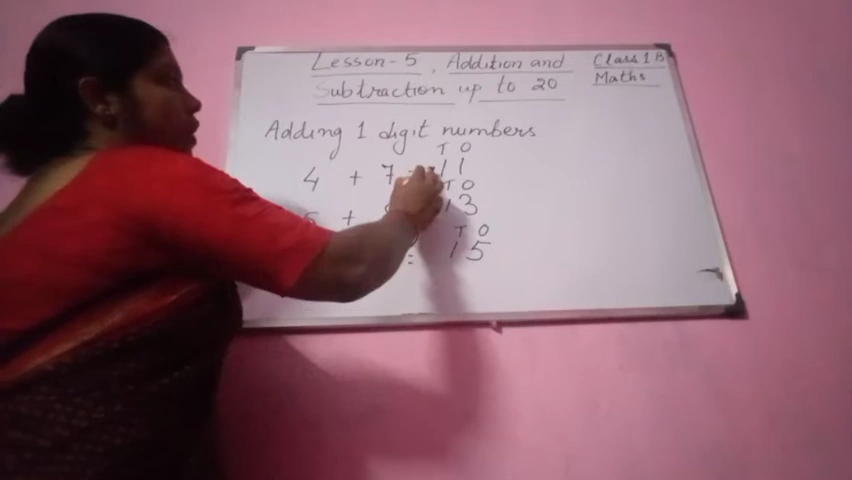 Lesson-5, Addition and
Subtraction up to 20
Class 1 B
Maths
Adding 1 digit numbers
T O
4 + 7 = 11
T O
+ 13
T O
= 15